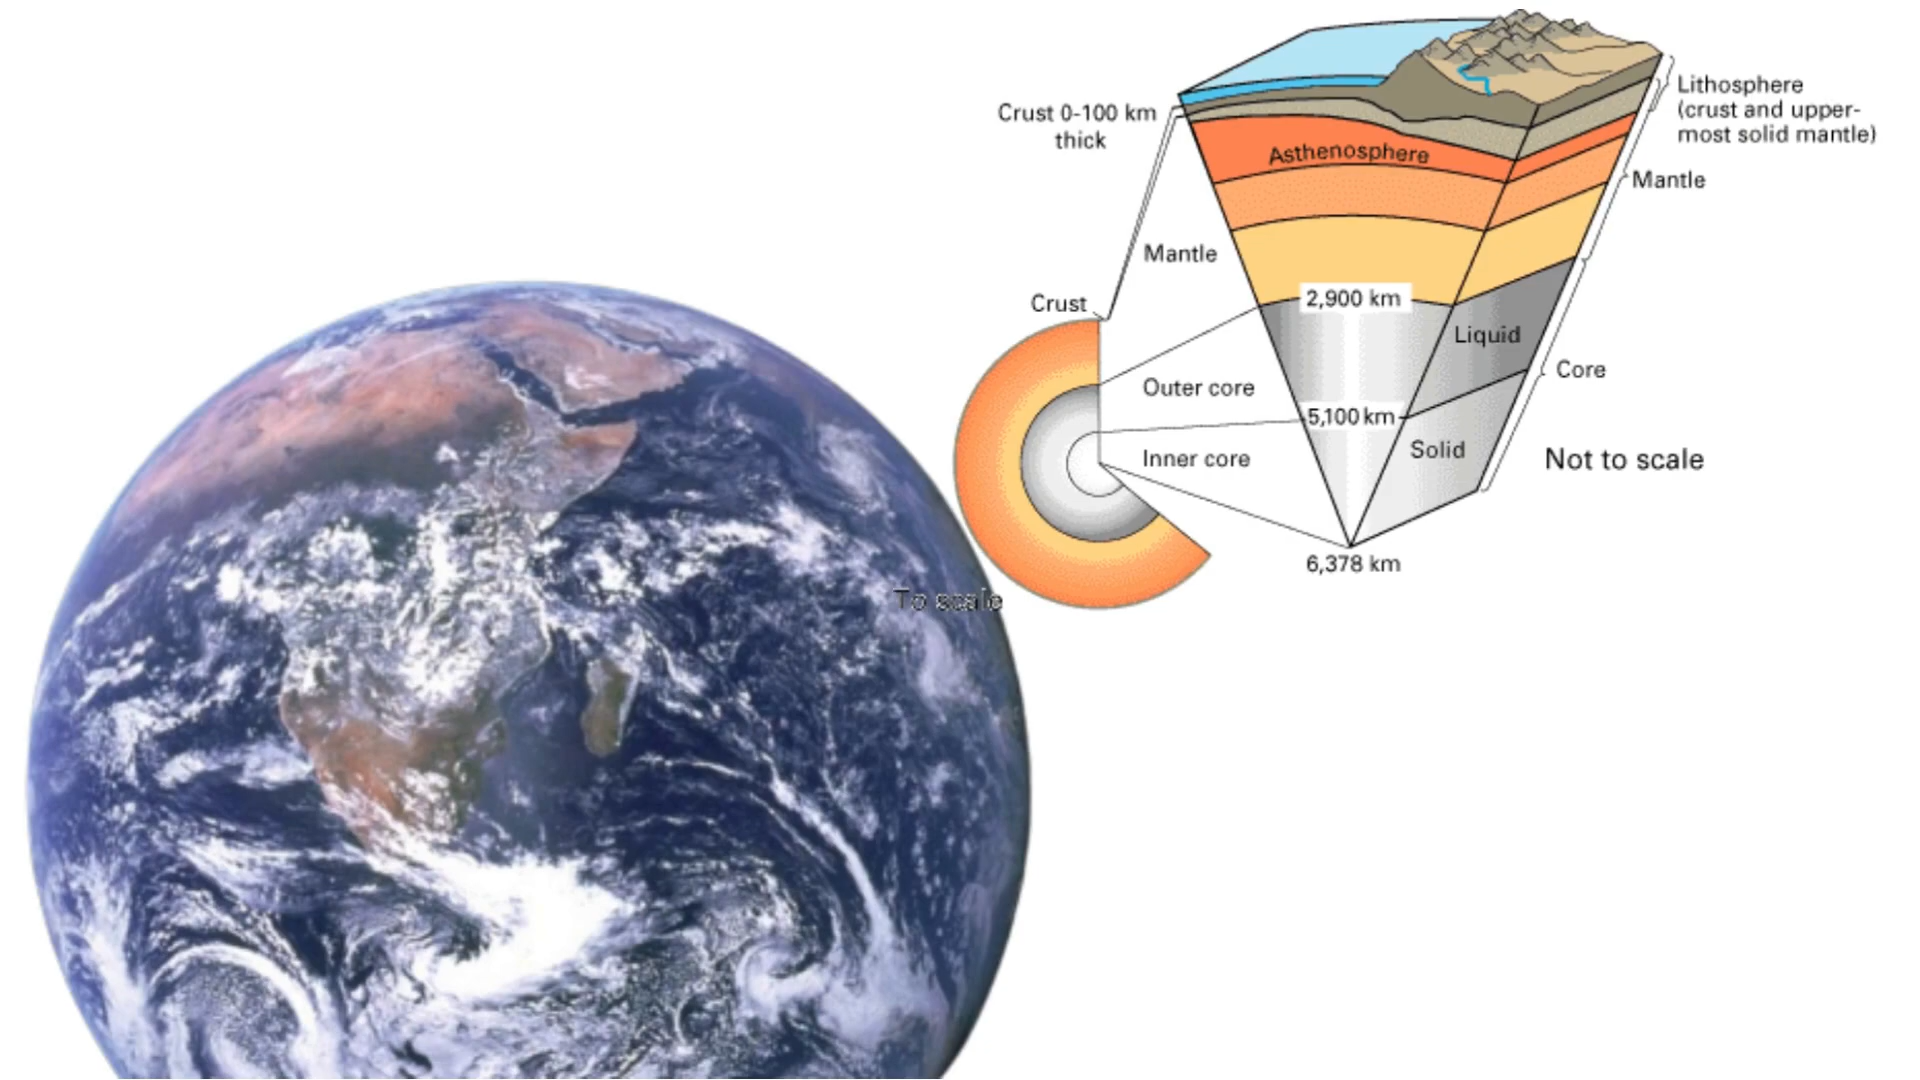 Crust 0-100 km
thick
Lithosphere
(crust and upper-
most solid mantle)
Asthenosphere
Mantle
Mantle
2,900 km
Crust
Liquid
Core
Outer core
5,100 km
Inner core
Solid
Not to scale
6,378 km
To scale